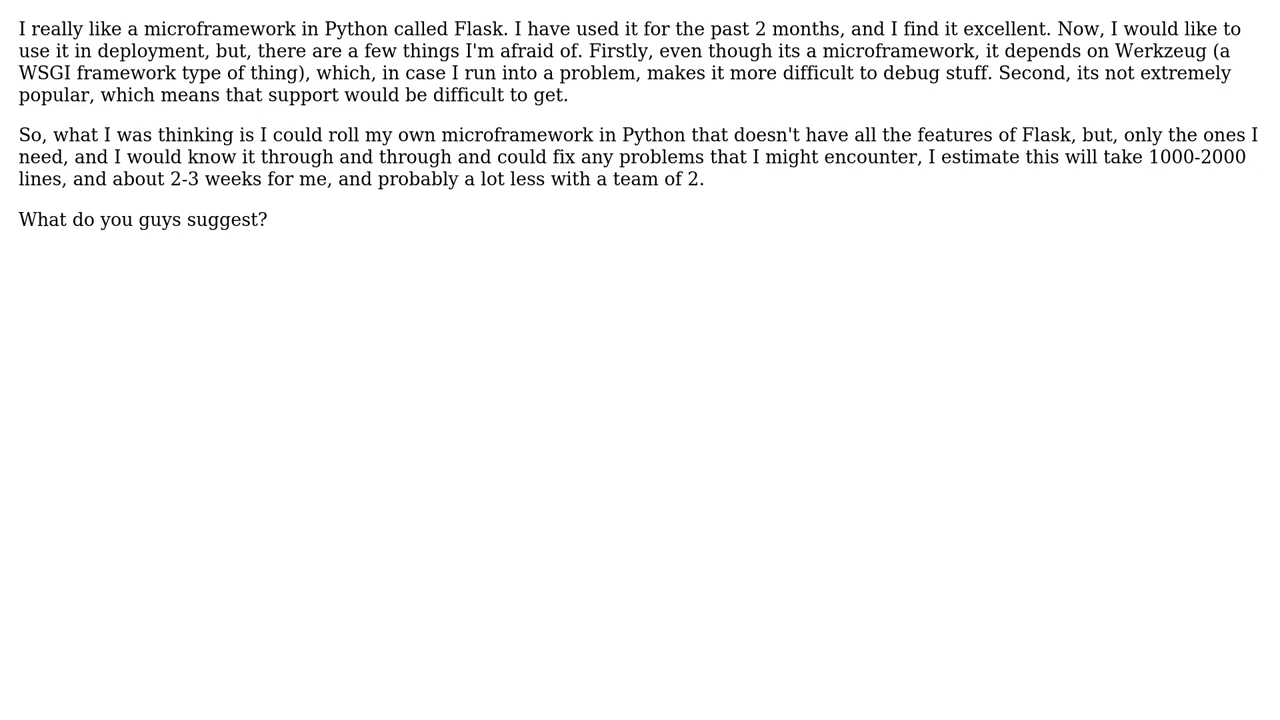 I really like a microframework in Python called Flask. I have used it for the past 2 months, and I find it excellent. Now, I would like to
use it in deployment, but, there are a few things I'm afraid of. Firstly, even though its a microframework, it depends on Werkzeug (a
WSGI framework type of thing), which, in case I run into a problem, makes it more difficult to debug stuff. Second, its not extremely
popular, which means that support would be difficult to get.
So, what I was thinking is I could roll my own microframework in Python that doesn't have all the features of Flask, but, only the ones I
need, and I would know it through and through and could fix any problems that I might encounter, I estimate this will take 1000-2000
lines, and about 2-3 weeks for me, and probably a lot less with a team of 2.
What do you guys suggest?